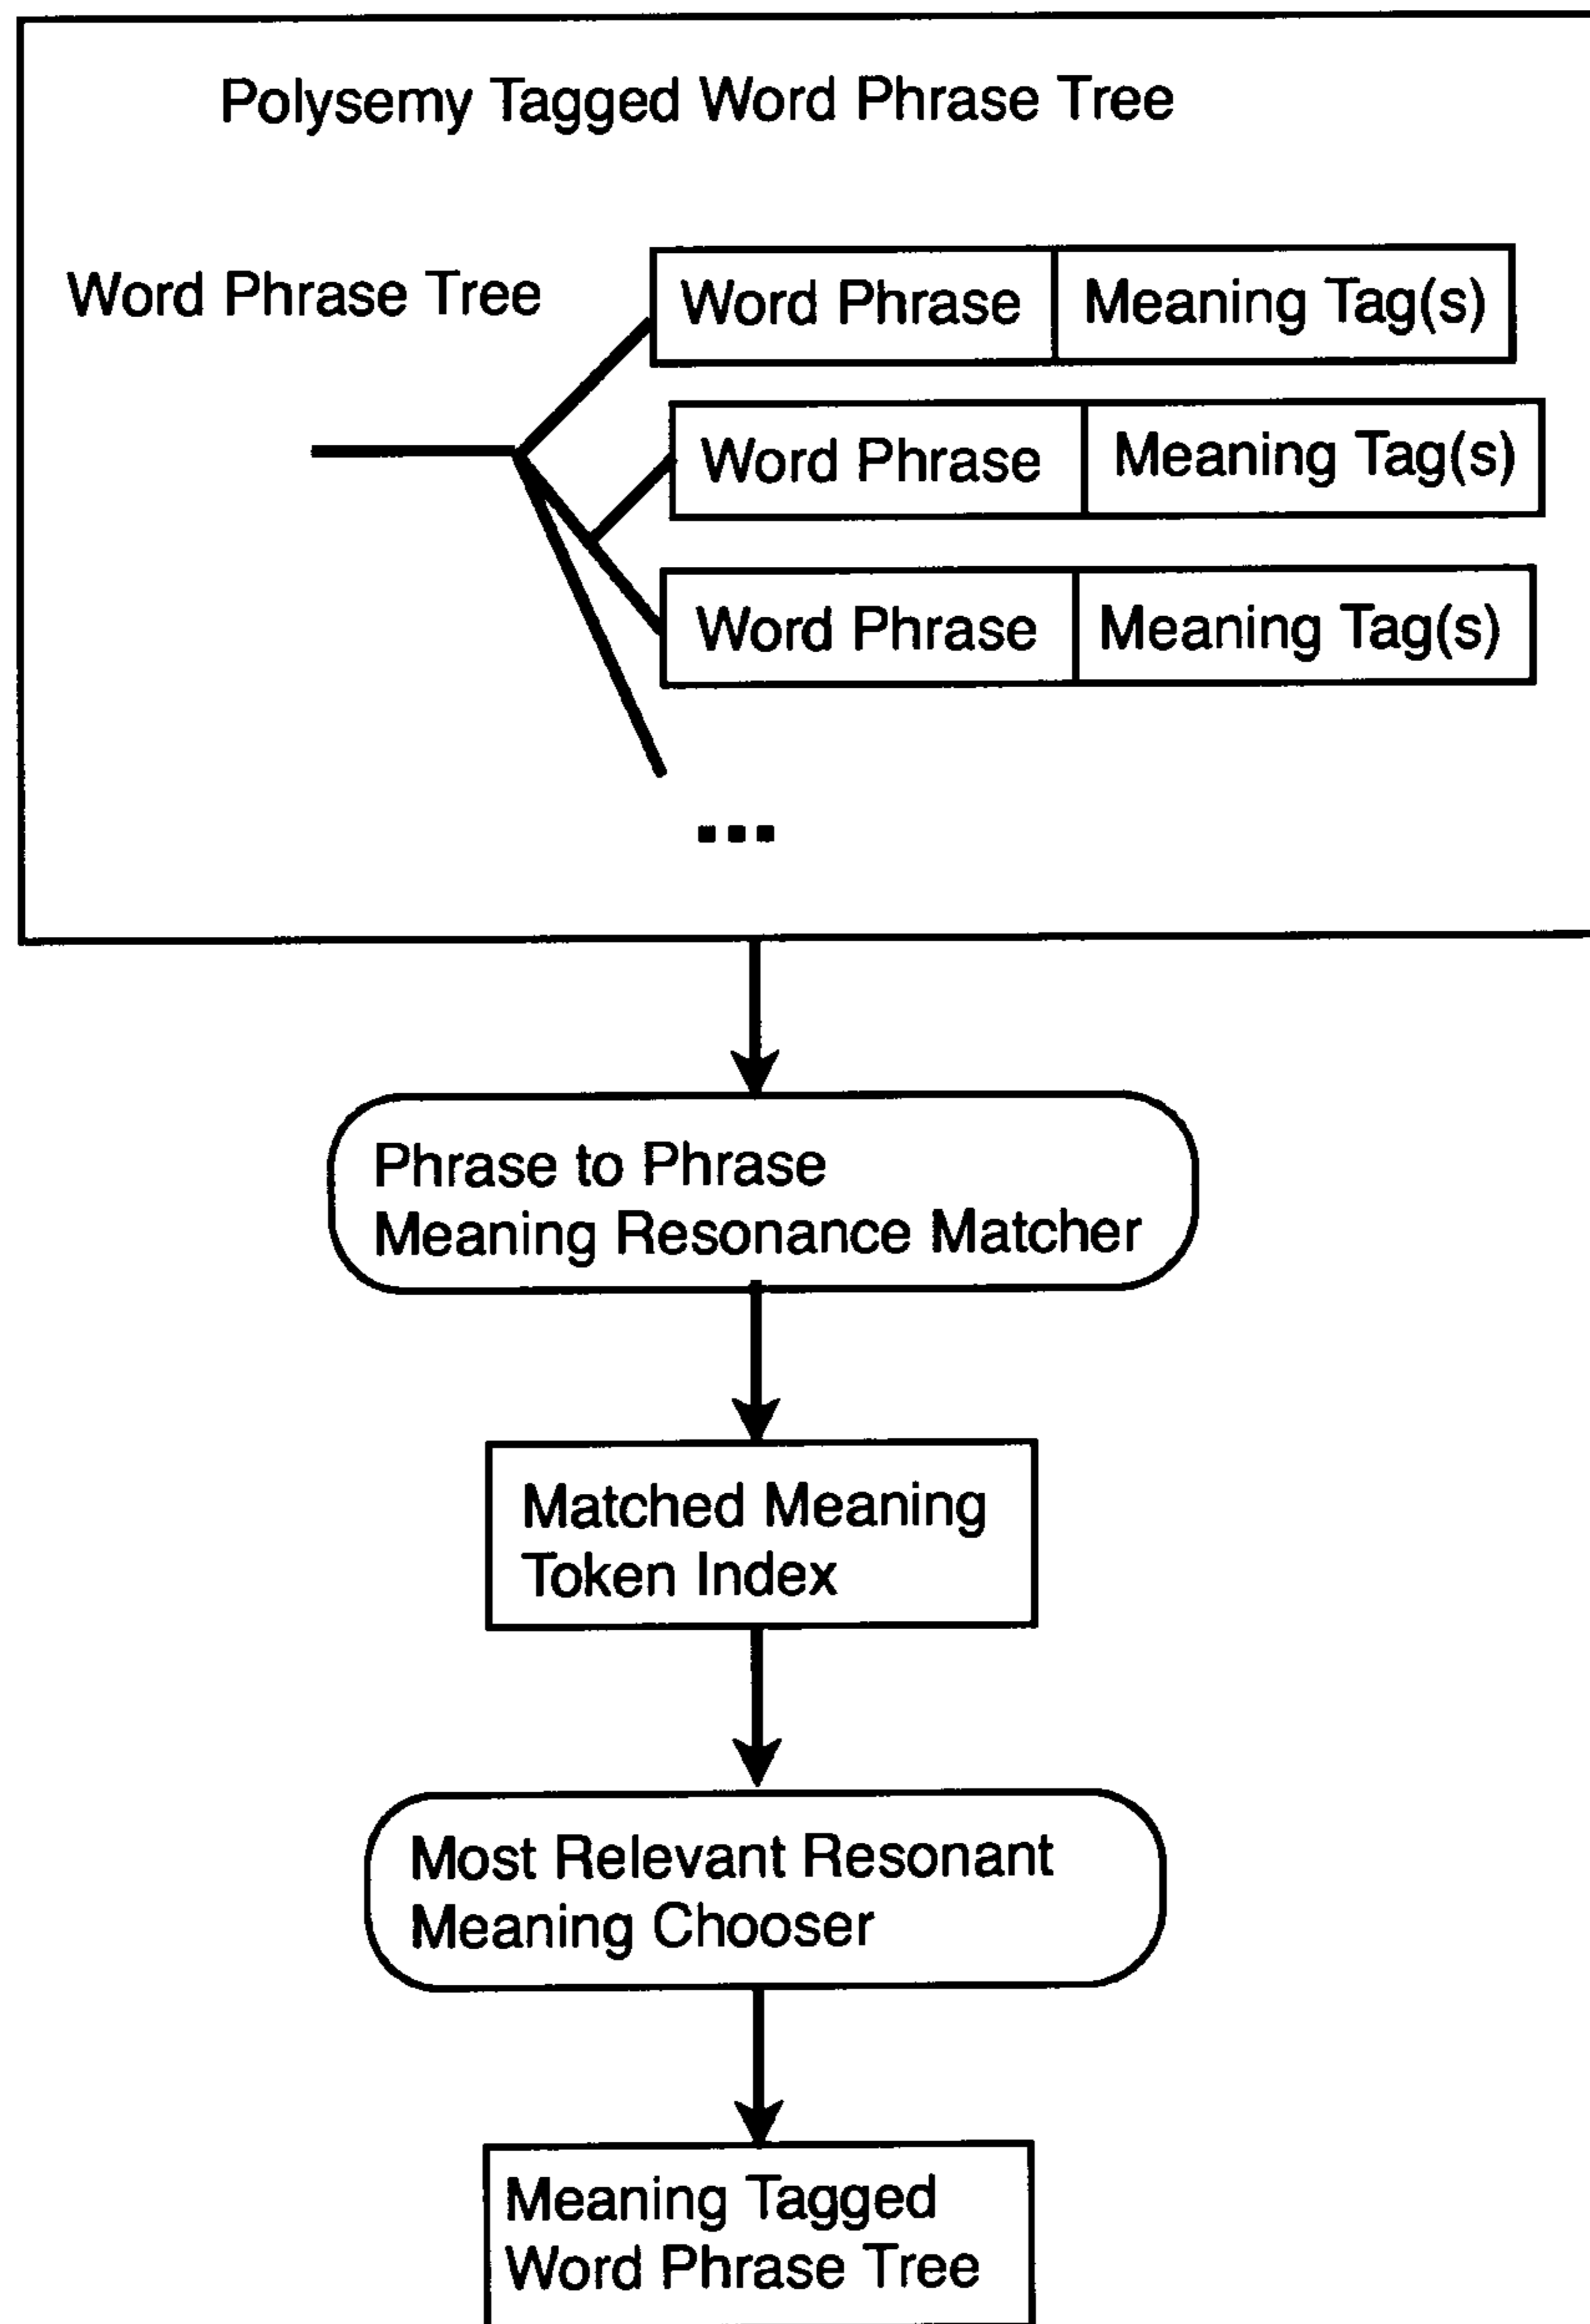 Polysemy Tagged Word Phrase Tree
Word Phrase Tree
Word Phrase Meaning Tag(s)
Word Phrase Meaning Tag(s)
Word Phrase Meaning Tag(s)
...
Phrase to Phrase
Meaning Resonance Matcher
Matched Meaning
Token Index
Most Relevant Resonant
Meaning Chooser
Meaning Tagged
Word Phrase Tree